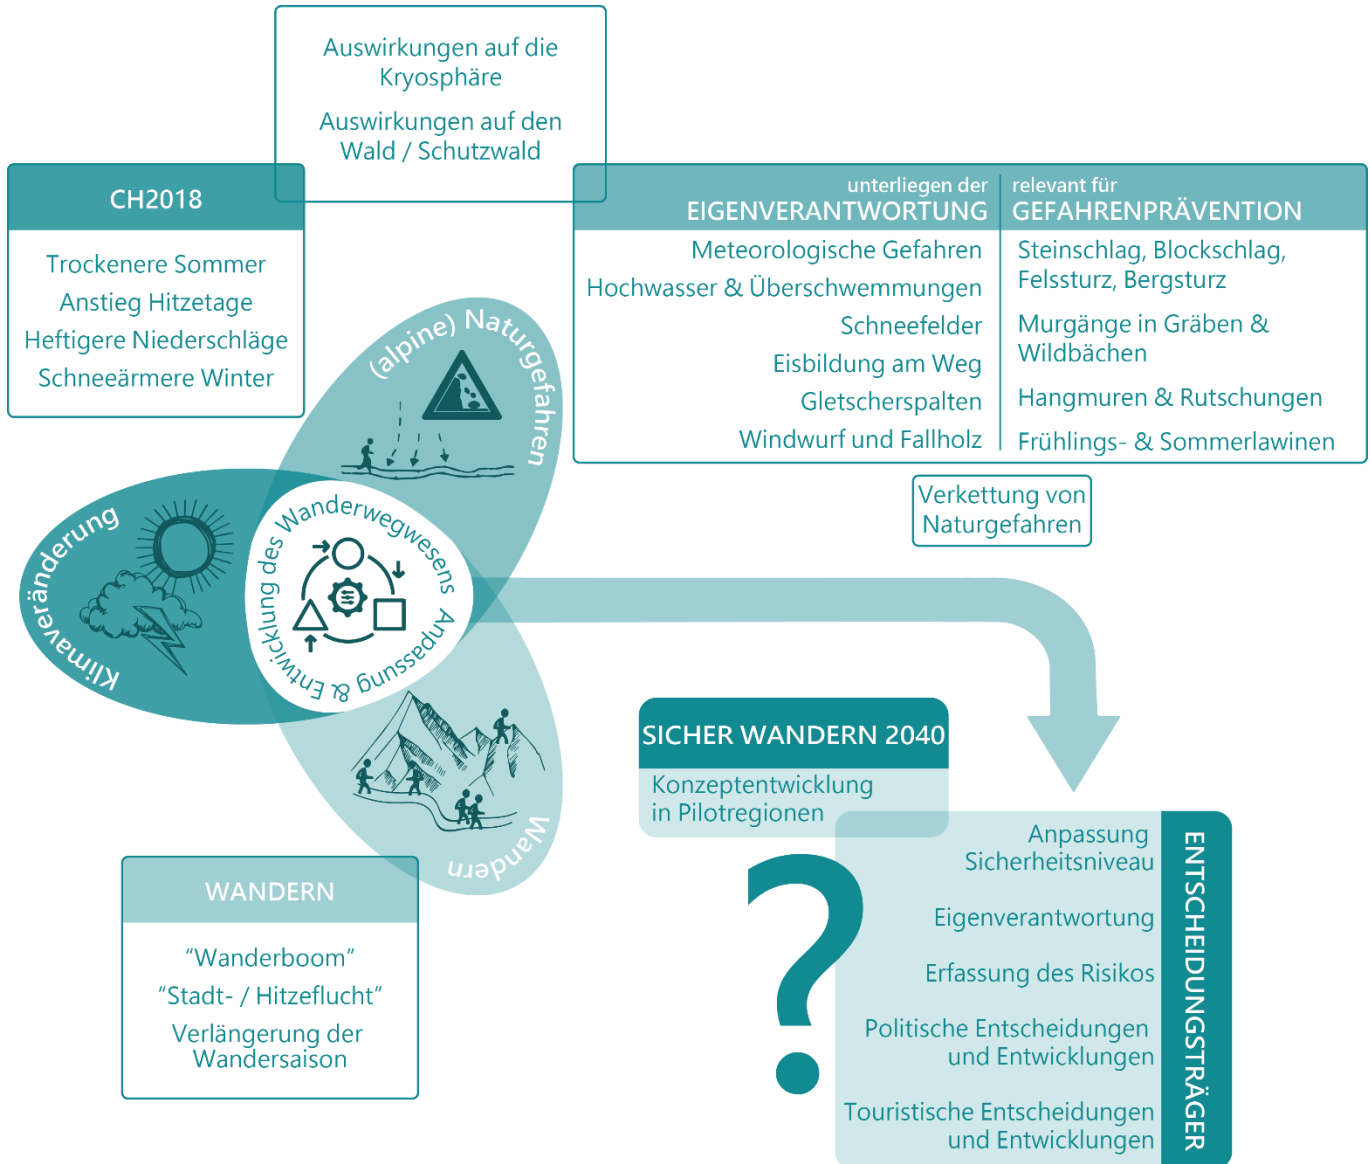 Auswirkungen auf die
Kryosphäre
Auswirkungen auf den
Wald / Schutzwald
CH2018
Trockenere Sommer
Anstieg Hitzetage
Heftigere Niederschläge
Schneeärmere Winter
unterliegen der
EIGENVERANTWORTUNG
Meteorologische Gefahren
Hochwasser & Überschwemmungen
Schneefelder
Eisbildung am Weg
Gletscherspalten
Windwurf und Fallholz
relevant für
GEFAHRENPRÄVENTION
Steinschlag, Blockschlag,
Felssturz, Bergsturz
Murgänge in Gräben &
Wildbächen
Hangmuren & Rutschungen
Frühlings- & Sommerlawinen
Verkettung von
Naturgefahren
(alpine) Naturgefahren
Klimaveränderung
Anpassung & Entwicklung des Wanderwegwesens
Wandern
WANDERN
“Wanderboom”
“Stadt- / Hitzeflucht”
Verlängerung der
Wandersaison
SICHER WANDERN 2040
Konzeptentwicklung
in Pilotregionen
?
Anpassung
Sicherheitsniveau
Eigenverantwortung
Erfassung des Risikos
Politische Entscheidungen
und Entwicklungen
Touristische Entscheidungen
und Entwicklungen
ENTSCHEIDUNGSTRÄGER